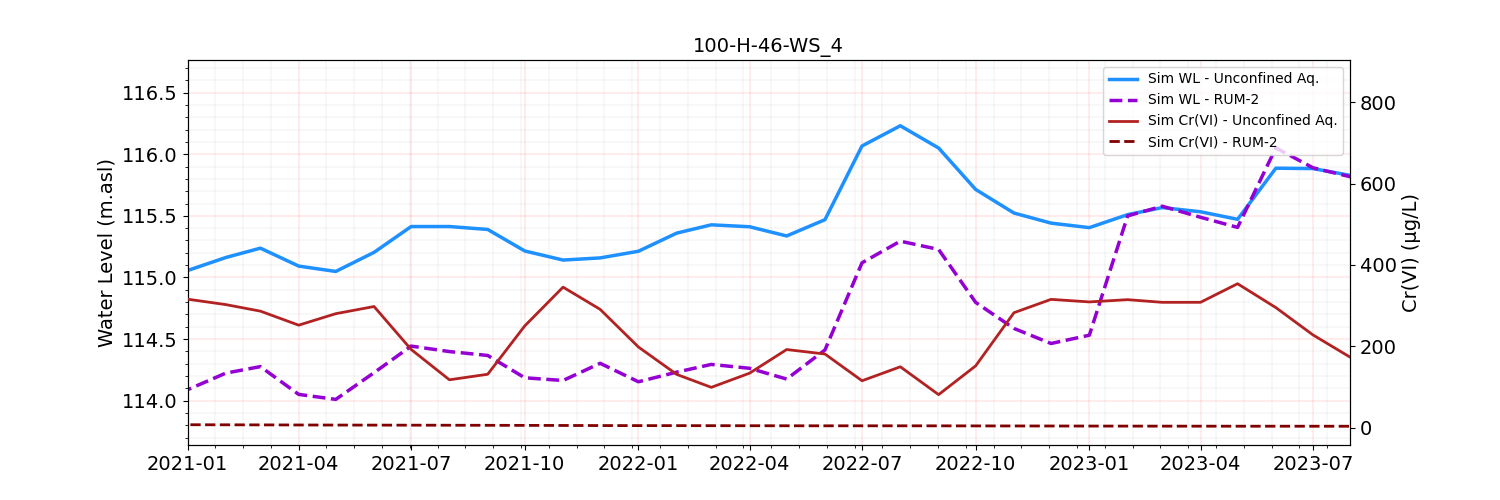 100-H-46-WS_4
Sim WL - Unconfined Aq.
Sim WL - RUM-2
Sim Cr(VI) - Unconfined Aq.
Sim Cr(VI) - RUM-2
Water Level (m.asl)
116.5
116.0
115.5
115.0
114.5
114.0
800
600
400
200
0
Cr(VI) (μg/L)
2021-01 2021-04 2021-07 2021-10 2022-01 2022-04 2022-07 2022-10 2023-01 2023-04 2023-07